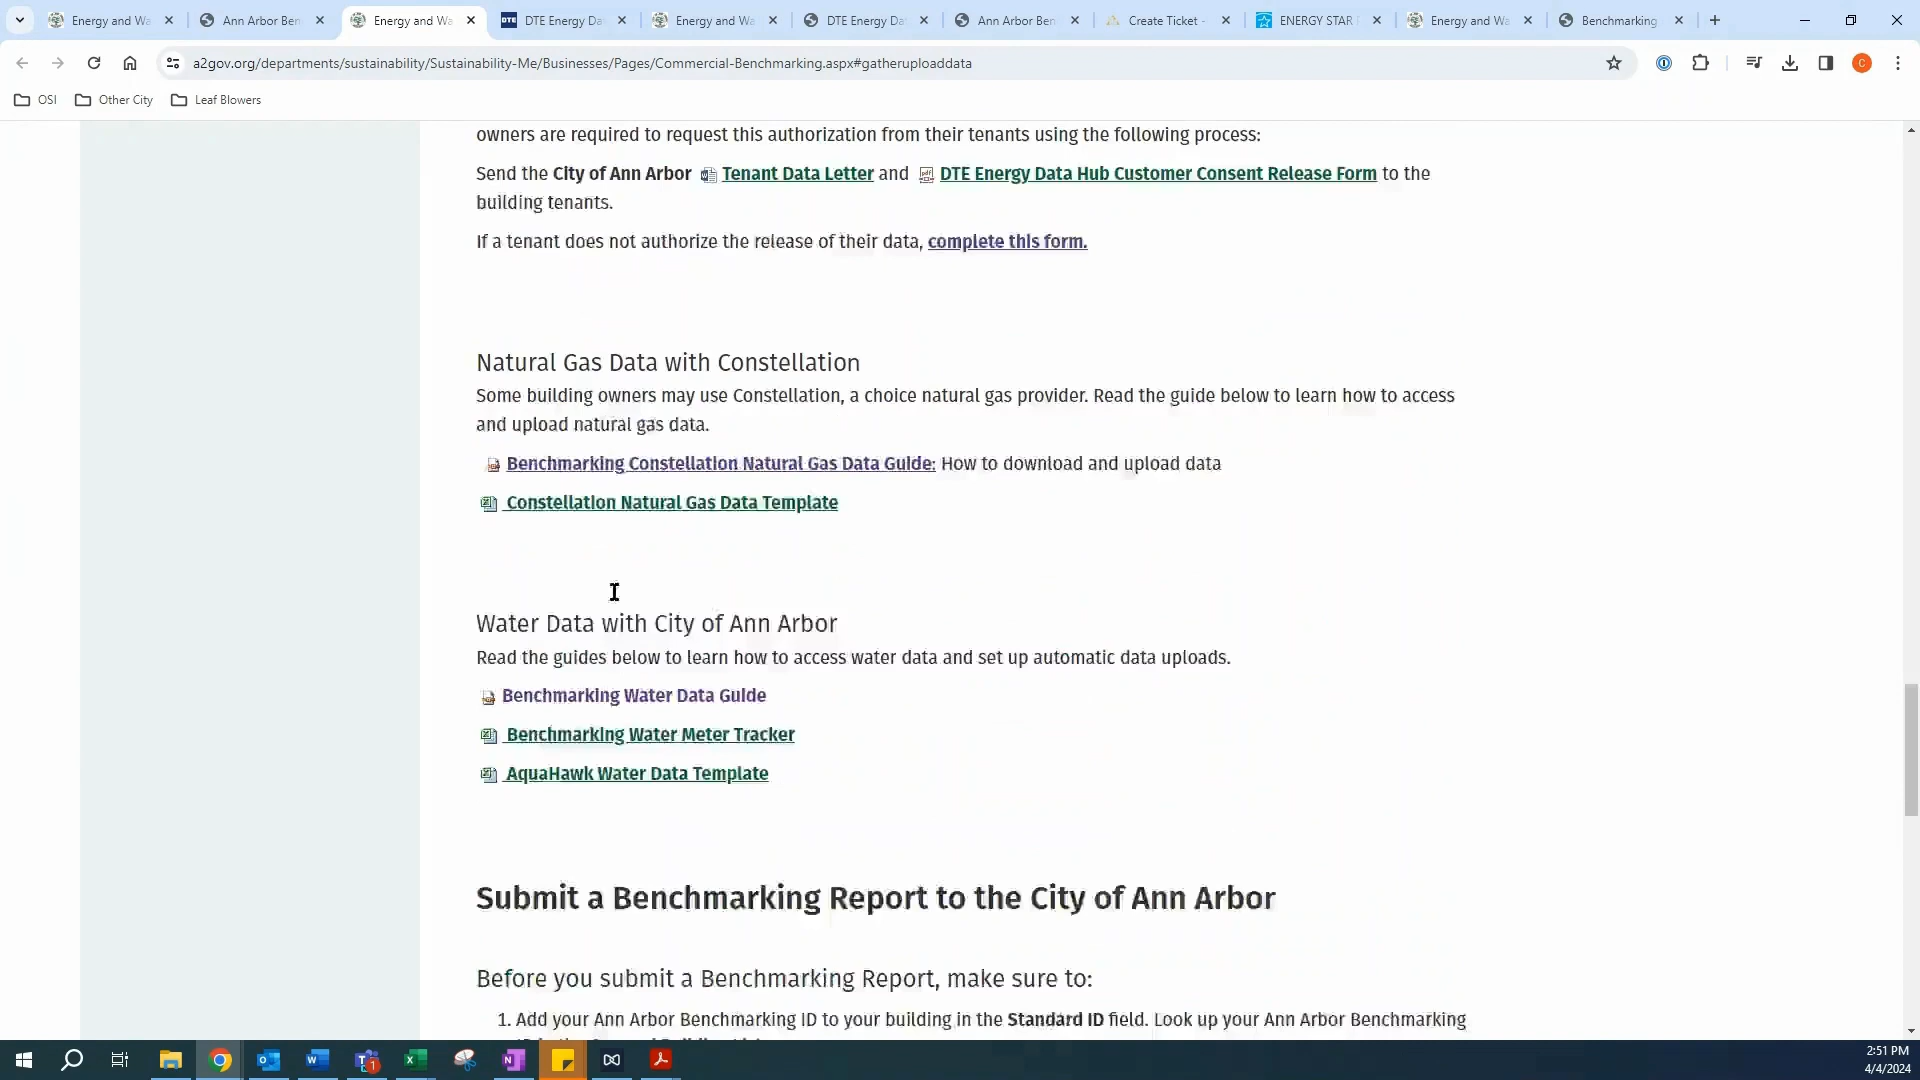 Energy and Wa
Ann Arbor Ben
Energy and Wa
DTE Energy Da
Energy and Wa
DTE Energy Da
Ann Arbor Ben
Create Ticket -
ENERGY STAR
Energy and Wa
Benchmarking
a2gov.org/departments/sustainability/Sustainability-Me/Businesses/Pages/Commercial-Benchmarking.aspx#gatheruploaddata
OSI
Other City
Leaf Blowers
owners are required to request this authorization from their tenants using the following process:
Send the City of Ann Arbor Tenant Data Letter and DTE Energy Data Hub Customer Consent Release Form to the
building tenants.
If a tenant does not authorize the release of their data, complete this form.
Natural Gas Data with Constellation
Some building owners may use Constellation, a choice natural gas provider. Read the guide below to learn how to access
and upload natural gas data.
Benchmarking Constellation Natural Gas Data Guide: How to download and upload data
Constellation Natural Gas Data Template
Water Data with City of Ann Arbor
Read the guides below to learn how to access water data and set up automatic data uploads.
Benchmarking Water Data Guide
Benchmarking Water Meter Tracker
AquaHawk Water Data Template
Submit a Benchmarking Report to the City of Ann Arbor
Before you submit a Benchmarking Report, make sure to:
1. Add your Ann Arbor Benchmarking ID to your building in the Standard ID field. Look up your Ann Arbor Benchmarking
2:51 PM
4/4/2024